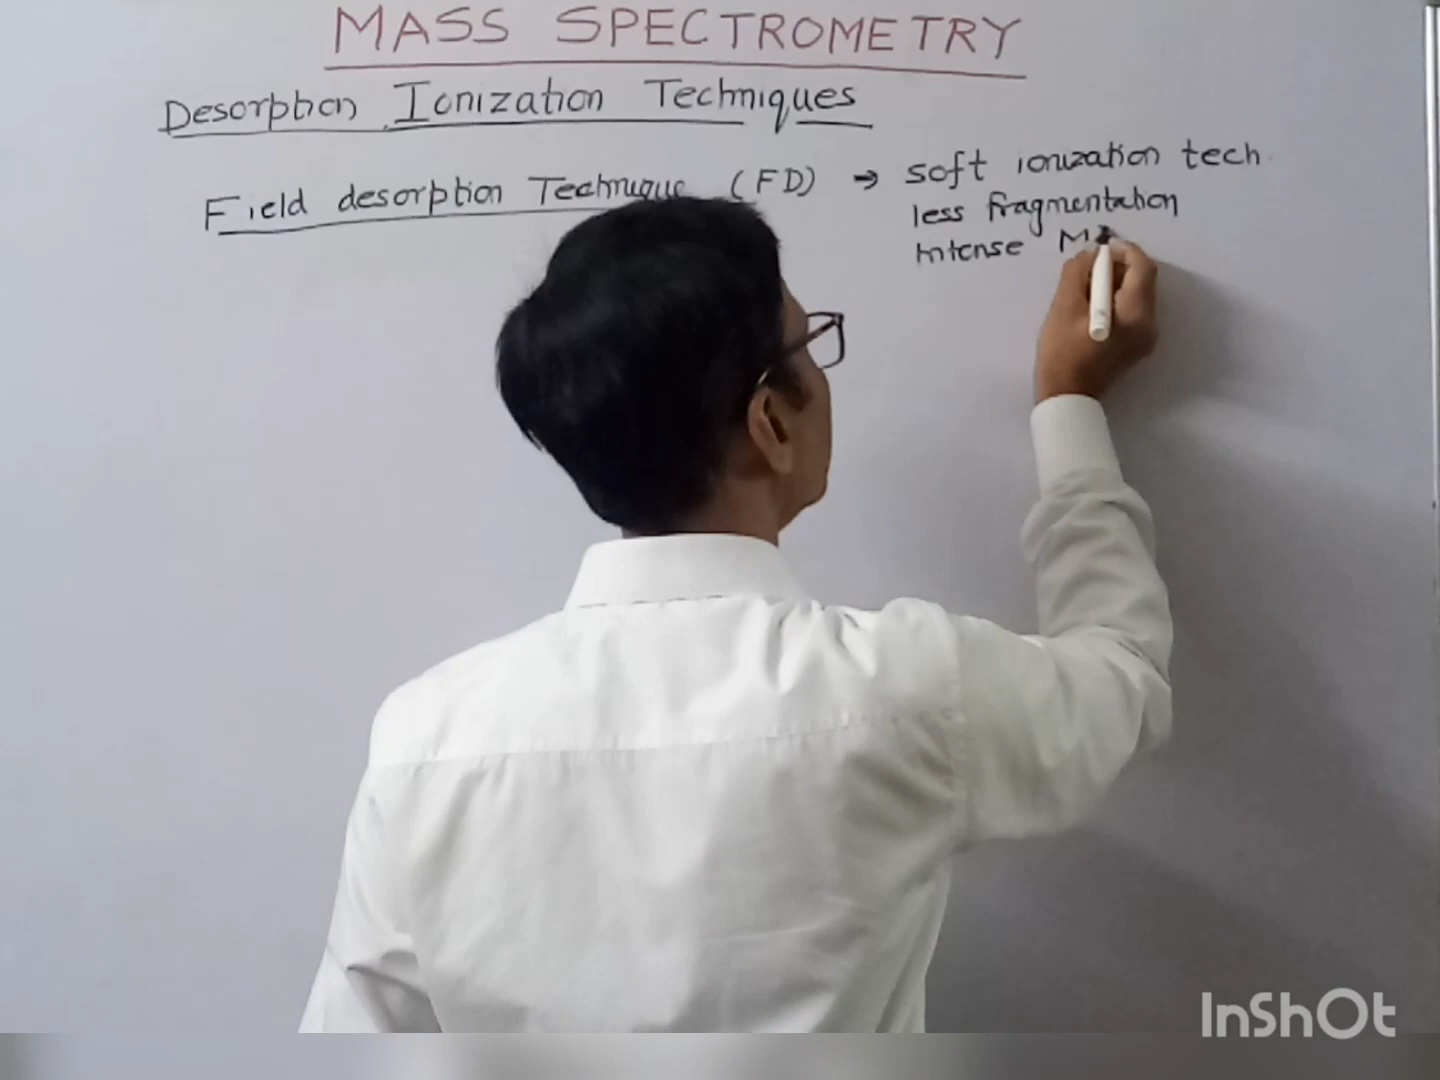 MASS SPECTROMETRY
Desorption Ionization Techniques
Field desorption Technique (FD) → soft ionization tech
less fragmentation
Intense M
InShOt